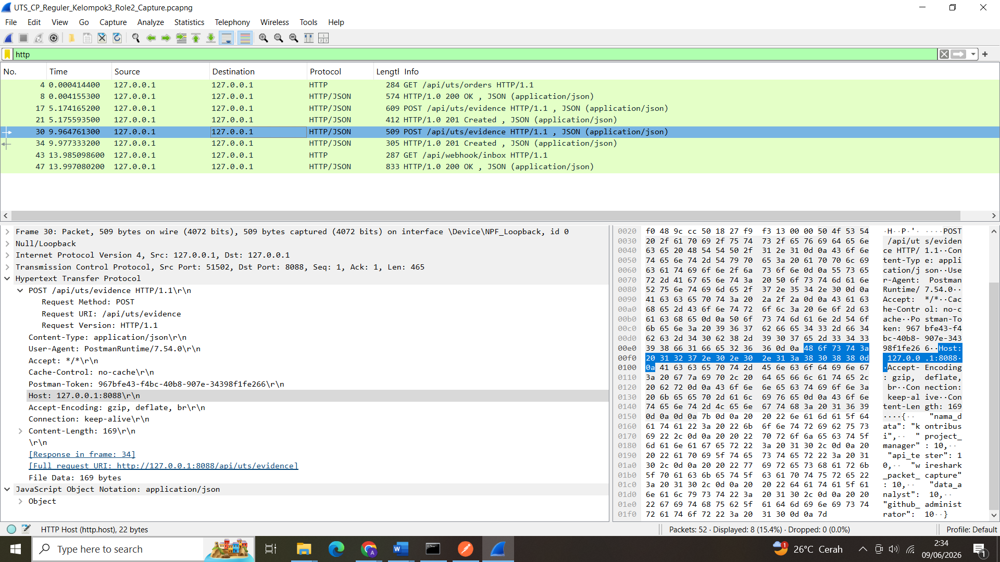 UTS_CP_Reguler_Kelompok3_Role2_Capture.pcapng
File Edit View Go Capture Analyze Statistics Telephony Wireless Tools Help
http
No. Time Source Destination Protocol Lengtl Info
4 0.000414400 127.0.0.1 127.0.0.1 HTTP 284 GET /api/uts/orders HTTP/1.1
8 0.004155300 127.0.0.1 127.0.0.1 HTTP/JSON 574 HTTP/1.0 200 OK , JSON (application/json)
17 5.174165200 127.0.0.1 127.0.0.1 HTTP/JSON 609 POST /api/uts/evidence HTTP/1.1 , JSON (application/json)
21 5.175593500 127.0.0.1 127.0.0.1 HTTP/JSON 412 HTTP/1.0 201 Created , JSON (application/json)
30 9.964761300 127.0.0.1 127.0.0.1 HTTP/JSON 509 POST /api/uts/evidence HTTP/1.1 , JSON (application/json)
34 9.977333200 127.0.0.1 127.0.0.1 HTTP/JSON 305 HTTP/1.0 201 Created , JSON (application/json)
43 13.985098600 127.0.0.1 127.0.0.1 HTTP 287 GET /api/webhook/inbox HTTP/1.1
47 13.997080200 127.0.0.1 127.0.0.1 HTTP/JSON 833 HTTP/1.0 200 OK , JSON (application/json)
Frame 30: Packet, 509 bytes on wire (4072 bits), 509 bytes captured (4072 bits) on interface \Device\NPF_Loopback, id 0
Null/Loopback
Internet Protocol Version 4, Src: 127.0.0.1, Dst: 127.0.0.1
Transmission Control Protocol, Src Port: 51502, Dst Port: 8088, Seq: 1, Ack: 1, Len: 465
Hypertext Transfer Protocol
POST /api/uts/evidence HTTP/1.1\r\n
Request Method: POST
Request URI: /api/uts/evidence
Request Version: HTTP/1.1
Content-Type: application/json\r\n
User-Agent: PostmanRuntime/7.54.0\r\n
Accept: */*\r\n
Cache-Control: no-cache\r\n
Postman-Token: 967bfe43-f4bc-40b8-907e-34398f1fe266\r\n
Host: 127.0.0.1:8088\r\n
Accept-Encoding: gzip, deflate, br\r\n
Connection: keep-alive\r\n
Content-Length: 169\r\n
\r\n
[Response in frame: 34]
[Full request URI: http://127.0.0.1:8088/api/uts/evidence]
File Data: 169 bytes
JavaScript Object Notation: application/json
Object
0020 f0 48 9c cc 50 18 27 f9 f3 13 00 00 50 4f 53 54 ·H··P·'· ····POST
0030 20 2f 61 70 69 2f 75 74 73 2f 65 76 69 64 65 6e /api/ut s/eviden
0040 63 65 20 48 54 54 50 2f 31 2e 31 0d 0a 43 6f 6e ce HTTP/ 1.1··Con
0050 74 65 6e 74 2d 54 79 70 65 3a 20 61 70 70 6c 69 tent-Typ e: appli
0060 63 61 74 69 6f 6e 2f 6a 73 6f 6e 0d 0a 55 73 65 cation/j son··Use
0070 72 2d 41 67 65 6e 74 3a 20 50 6f 73 74 6d 61 6e r-Agent: Postman
0080 52 75 6e 74 69 6d 65 2f 37 2e 35 34 2e 30 0d 0a Runtime/ 7.54.0··
0090 41 63 63 65 70 74 3a 20 2a 2f 2a 0d 0a 43 61 63 Accept: */*··Cac
00a0 68 65 2d 43 6f 6e 74 72 6f 6c 3a 20 6e 6f 2d 63 he-Contr ol: no-c
00b0 61 63 68 65 0d 0a 50 6f 73 74 6d 61 6e 2d 54 6f ache··Po stman-To
00c0 6b 65 6e 3a 20 39 36 37 62 66 65 34 33 2d 66 34 ken: 967 bfe43-f4
00d0 62 63 2d 34 30 62 38 2d 39 30 37 65 2d 33 34 33 bc-40b8- 907e-343
00e0 39 38 66 31 66 65 32 36 36 0d 0a 48 6f 73 74 3a 98f1fe26 6··Host:
00f0 20 31 32 37 2e 30 2e 30 2e 31 3a 38 30 38 38 0d 127.0.0 .1:8088·
0100 0a 41 63 63 65 70 74 2d 45 6e 63 6f 64 69 6e 67 ·Accept- Encoding
0110 3a 20 67 7a 69 70 2c 20 64 65 66 6c 61 74 65 2c : gzip, deflate,
0120 20 62 72 0d 0a 43 6f 6e 6e 65 63 74 69 6f 6e 3a br··Con nection:
0130 20 6b 65 65 70 2d 61 6c 69 76 65 0d 0a 43 6f 6e keep-al ive··Con
0140 74 65 6e 74 2d 4c 65 6e 67 74 68 3a 20 31 36 39 tent-Len gth: 169
0150 0d 0a 0d 0a 7b 0d 0a 20 20 22 6e 61 6d 61 5f 64 ····{·· "nama_d
0160 61 74 61 22 3a 20 22 6b 6f 6e 74 72 69 62 75 73 ata": "k ontribus
0170 69 22 2c 0d 0a 20 20 22 70 72 6f 6a 65 63 74 5f i",·· " project_
0180 6d 61 6e 61 67 65 72 22 3a 20 31 30 2c 0d 0a 20 manager" : 10,··
0190 20 22 61 70 69 5f 74 65 73 74 65 72 22 3a 20 31 "api_te ster": 1
01a0 30 2c 0d 0a 20 20 22 77 69 72 65 73 68 61 72 6b 0,·· "w ireshark
01b0 5f 70 61 63 6b 65 74 5f 63 61 70 74 75 72 65 22 _packet_ capture"
01c0 3a 20 31 30 2c 0d 0a 20 20 22 64 61 74 61 5f 61 : 10,·· "data_a
01d0 6e 61 6c 79 73 74 22 3a 20 31 30 2c 0d 0a 20 20 nalyst": 10,··
01e0 22 67 69 74 68 75 62 5f 61 64 6d 69 6e 69 73 74 "github_ administ
01f0 72 61 74 6f 72 22 3a 20 31 30 0d 0a 7d rator": 10··}
HTTP Host (http.host), 22 bytes
Packets: 52 · Displayed: 8 (15.4%) · Dropped: 0 (0.0%)
Profile: Default
Type here to search
26°C Cerah
2:34
09/06/2026